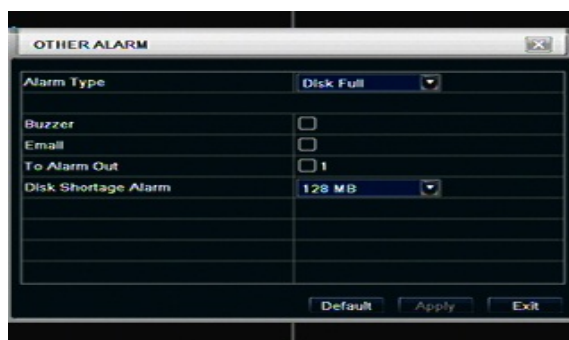 OTHER ALARM
Alarm Type Disk Full
Buzzer
Email
To Alarm Out 1
Disk Shortage Alarm 128 MB
Default Apply Exit